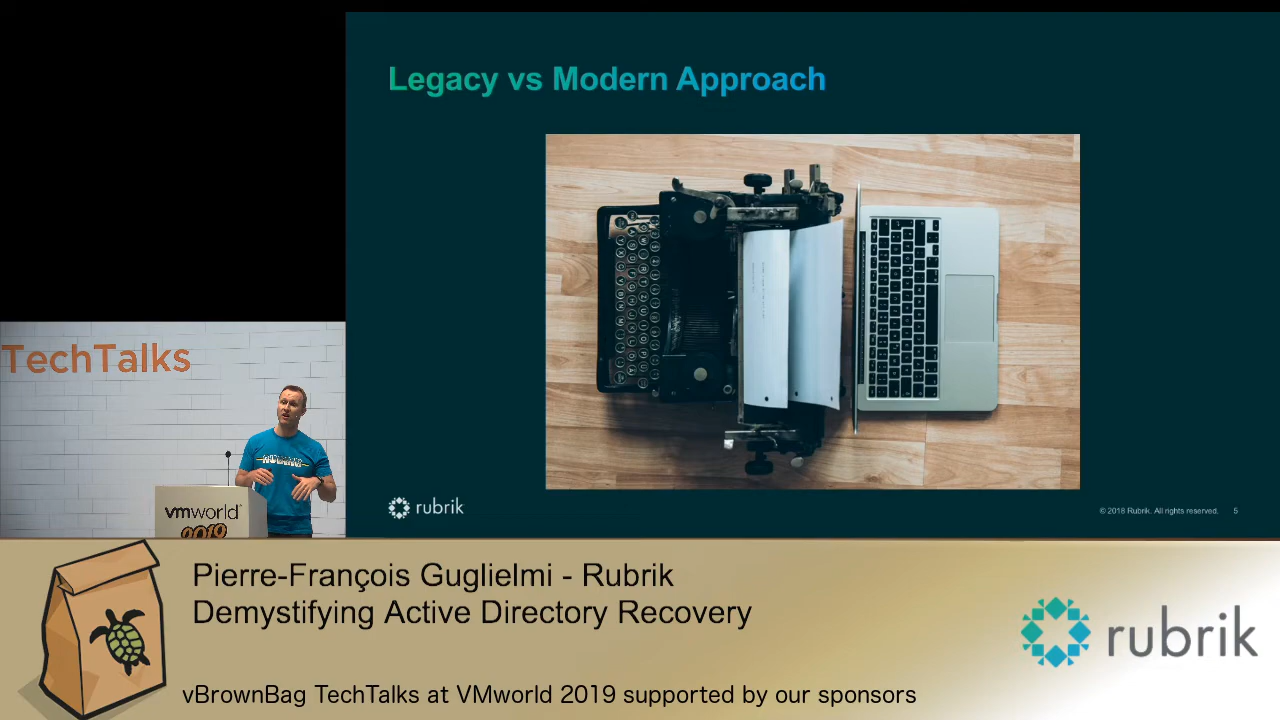 Legacy vs Modern Approach
TechTalks
vmworld
2019
rubrik
© 2018 Rubrik. All rights reserved. 5
Pierre-François Guglielmi - Rubrik
Demystifying Active Directory Recovery
rubrik
vBrownBag TechTalks at VMworld 2019 supported by our sponsors